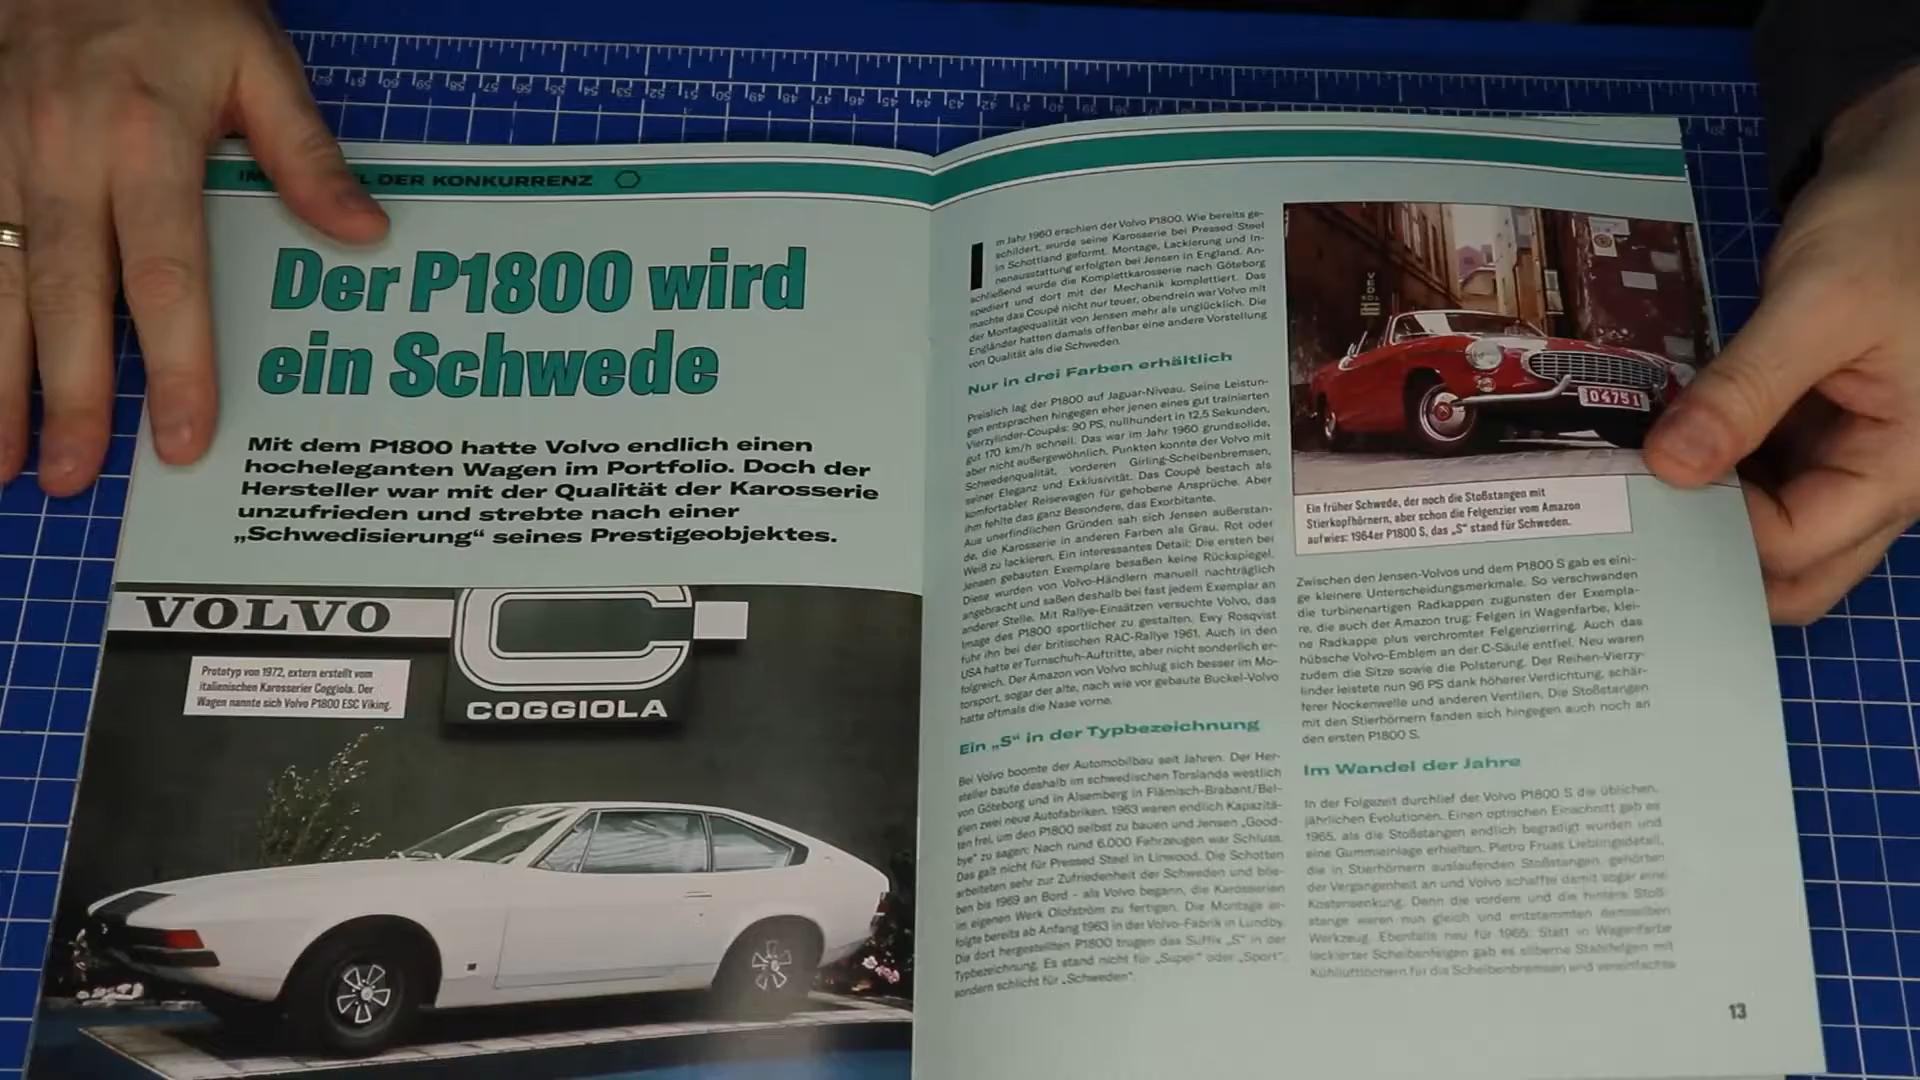 DER KONKURRENZ
Der P1800 wird
ein Schwede
Mit dem P1800 hatte Volvo endlich einen
hocheleganten Wagen im Portfolio. Doch der
Hersteller war mit der Qualität der Karosserie
unzufrieden und strebte nach einer
„Schwedisierung“ seines Prestigeobjektes.
VOLVO
C
COGGIOLA
Prototyp von 1972, extern erstellt vom
italienischen Karosserier Coggiola. Der
Wagen nannte sich Volvo P1800 ESC Viking.
Im Jahr 1960 erschien der Volvo P1800. Wie bereits ge-
schildert, wurde seine Karosserie bei Pressed Steel
in Schottland geformt. Montage, Lackierung und In-
nenausstattung erfolgten bei Jensen in England. An-
schließend wurde die Komplettkarosserie nach Göteborg
spediert und dort mit der Mechanik komplettiert. Das
machte das Coupé nicht nur teuer, obendrein war Volvo mit
der Montagequalität von Jensen mehr als unglücklich. Die
Engländer hatten damals offenbar eine andere Vorstellung
von Qualität als die Schweden.
Nur in drei Farben erhältlich
Preislich lag der P1800 auf Jaguar-Niveau. Seine Leistun-
gen entsprachen hingegen eher jenen eines gut trainierten
Vierzylinder-Coupés: 90 PS, nullhundert in 12,5 Sekunden,
gut 170 km/h schnell. Das war im Jahr 1960 grundsolide,
aber nicht außergewöhnlich. Punkten konnte der Volvo mit
Schwedenqualität, vorderen Girling-Scheibenbremsen,
seiner Eleganz und Exklusivität. Das Coupé bestach als
komfortabler Reisewagen für gehobene Ansprüche. Aber
ihm fehlte das ganz Besondere, das Exorbitante.
Aus unerfindlichen Gründen sah sich Jensen außerstan-
de, die Karosserie in anderen Farben als Grau, Rot oder
Weiß zu lackieren. Ein interessantes Detail: Die ersten bei
Jensen gebauten Exemplare besaßen keine Rückspiegel.
Diese wurden von Volvo-Händlern manuell nachträglich
angebracht und saßen deshalb bei fast jedem Exemplar an
anderer Stelle. Mit Rallye-Einsätzen versuchte Volvo, das
Image des P1800 sportlicher zu gestalten. Ewy Rosqvist
fuhr ihn bei der britischen RAC-Rallye 1961. Auch in den
USA hatte er Turnschuh-Auftritte, aber nicht sonderlich er-
folgreich. Der Amazon von Volvo schlug sich besser im Mo-
torsport, sogar der alte, nach wie vor gebaute Buckel-Volvo
hatte oftmals die Nase vorne.
Ein „S“ in der Typbezeichnung
Bei Volvo boomte der Automobilbau seit Jahren. Der Her-
steller baute deshalb im schwedischen Torslanda westlich
von Göteborg und in Alsemberg in Flämisch-Brabant/Bel-
gien zwei neue Autofabriken. 1963 waren endlich Kapazitä-
ten frei, um den P1800 selbst zu bauen und Jensen „Good-
bye“ zu sagen: Nach rund 6.000 Fahrzeugen war Schluss.
Das galt nicht für Pressed Steel in Linwood. Die Schotten
arbeiteten sehr zur Zufriedenheit der Schweden und blie-
ben bis 1969 an Bord – als Volvo begann, die Karosserien
im eigenen Werk Olofström zu fertigen. Die Montage er-
folgte bereits ab Anfang 1963 in der Volvo-Fabrik in Lundby.
Die dort hergestellten P1800 trugen das Suffix „S“ in der
Typbezeichnung. Es stand nicht für „Super“ oder „Sport“,
sondern schlicht für „Schweden“.
04751
Ein früher Schwede, der noch die Stoßstangen mit
Stierkopfhörnern, aber schon die Felgenzier vom Amazon
aufwies: 1964er P1800 S, das „S“ stand für Schweden.
Zwischen den Jensen-Volvos und dem P1800 S gab es eini-
ge kleinere Unterscheidungsmerkmale. So verschwanden
die turbinenartigen Radkappen zugunsten der Exempla-
re, die auch der Amazon trug: Felgen in Wagenfarbe, klei-
ne Radkappe plus verchromter Felgenzierring. Auch das
hübsche Volvo-Emblem an der C-Säule entfiel. Neu waren
zudem die Sitze sowie die Polsterung. Der Reihen-Vierzy-
linder leistete nun 96 PS dank höherer Verdichtung, schär-
ferer Nockenwelle und anderen Ventilen. Die Stoßstangen
mit den Stierhörnern fanden sich hingegen auch noch an
den ersten P1800 S.
Im Wandel der Jahre
In der Folgezeit durchlief der Volvo P1800 S die üblichen,
jährlichen Evolutionen. Einen optischen Einschnitt gab es
1965, als die Stoßstangen endlich begradigt wurden und
eine Gummieinlage erhielten. Pietro Fruas Lieblingsdetail,
die in Stierhörnern auslaufenden Stoßstangen, gehörten
der Vergangenheit an und Volvo schaffte damit sogar eine
Kostensenkung. Denn die vordere und die hintere Stoß-
stange waren nun gleich und entstammten demselben
Werkzeug. Ebenfalls neu für 1965: Statt in Wagenfarbe
lackierter Scheibenfelgen gab es silberne Stahlfelgen mit
Kühlluftlöchern für die Scheibenbremsen und vereinfachte
13